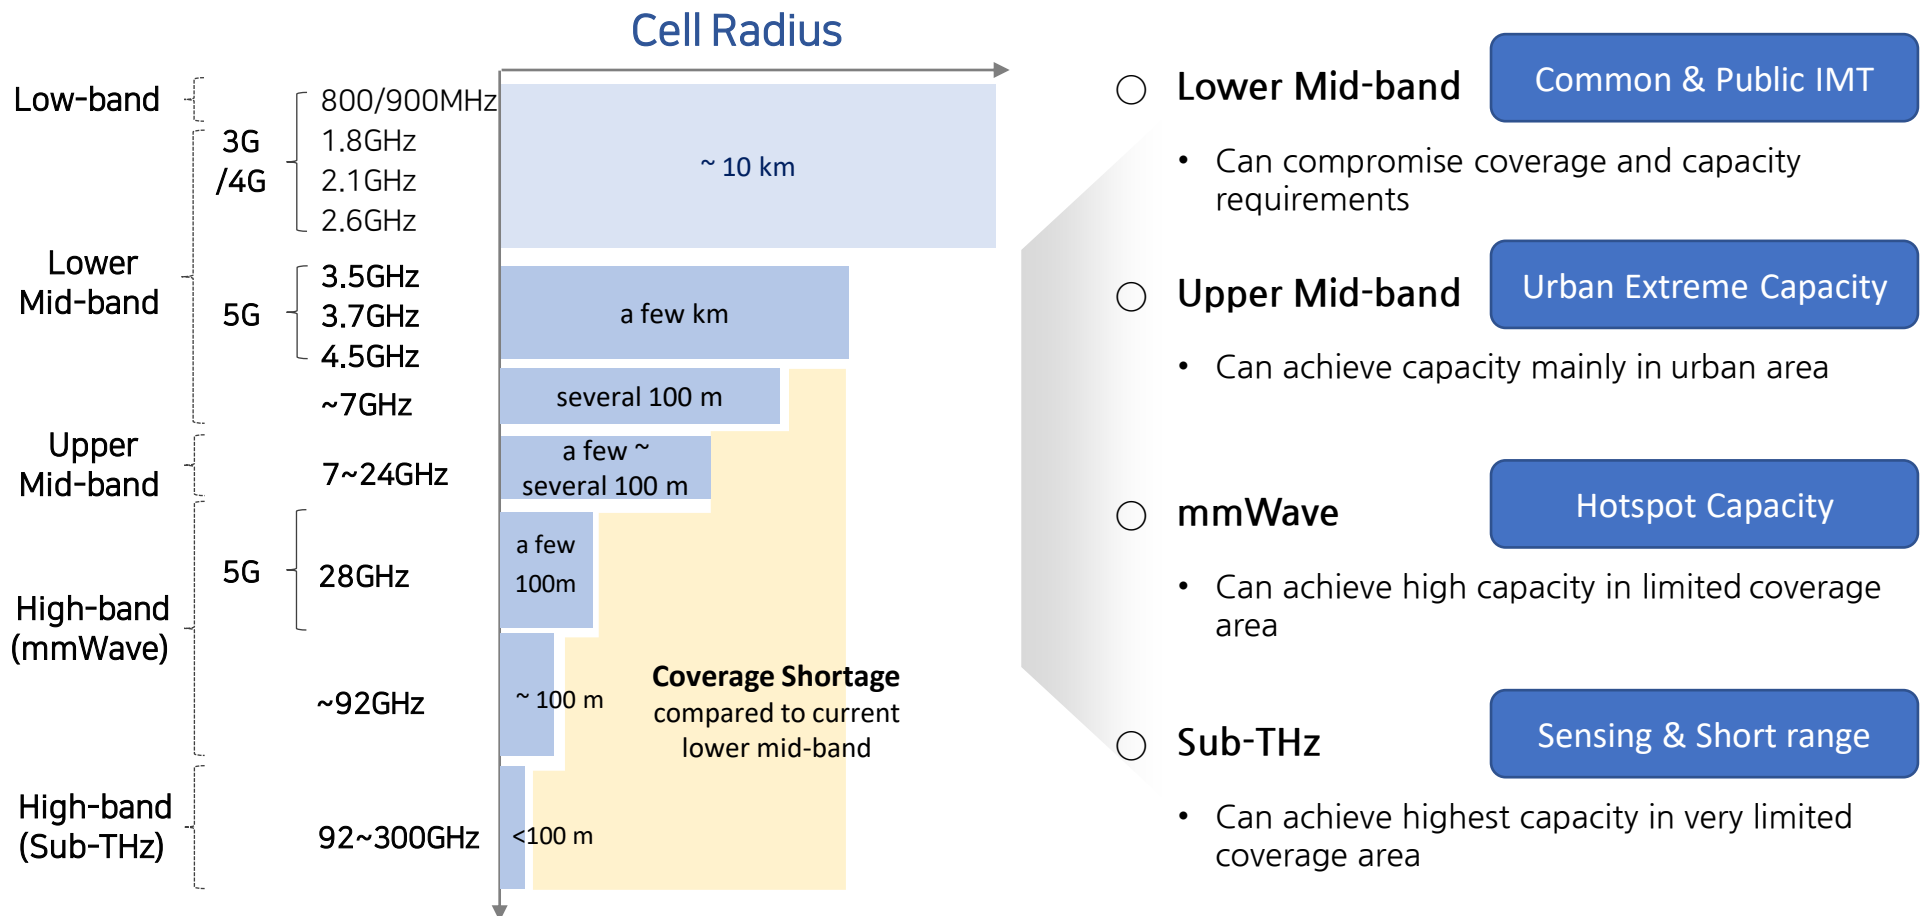 Cell Radius
Low-band
3G
/4G
800/900MHz
1.8GHz
2.1GHz
2.6GHz
~ 10 km
Lower
Mid-band
5G
3.5GHz
3.7GHz
4.5GHz
a few km
~7GHz
several 100 m
Upper
Mid-band
7~24GHz
a few ~
several 100 m
High-band
(mmWave)
5G
28GHz
a few
100m
~92GHz
~ 100 m
High-band
(Sub-THz)
92~300GHz
<100 m
Coverage Shortage
compared to current
lower mid-band
○ Lower Mid-band
Common & Public IMT
• Can compromise coverage and capacity
requirements
○ Upper Mid-band
Urban Extreme Capacity
• Can achieve capacity mainly in urban area
○ mmWave
Hotspot Capacity
• Can achieve high capacity in limited coverage
area
○ Sub-THz
Sensing & Short range
• Can achieve highest capacity in very limited
coverage area